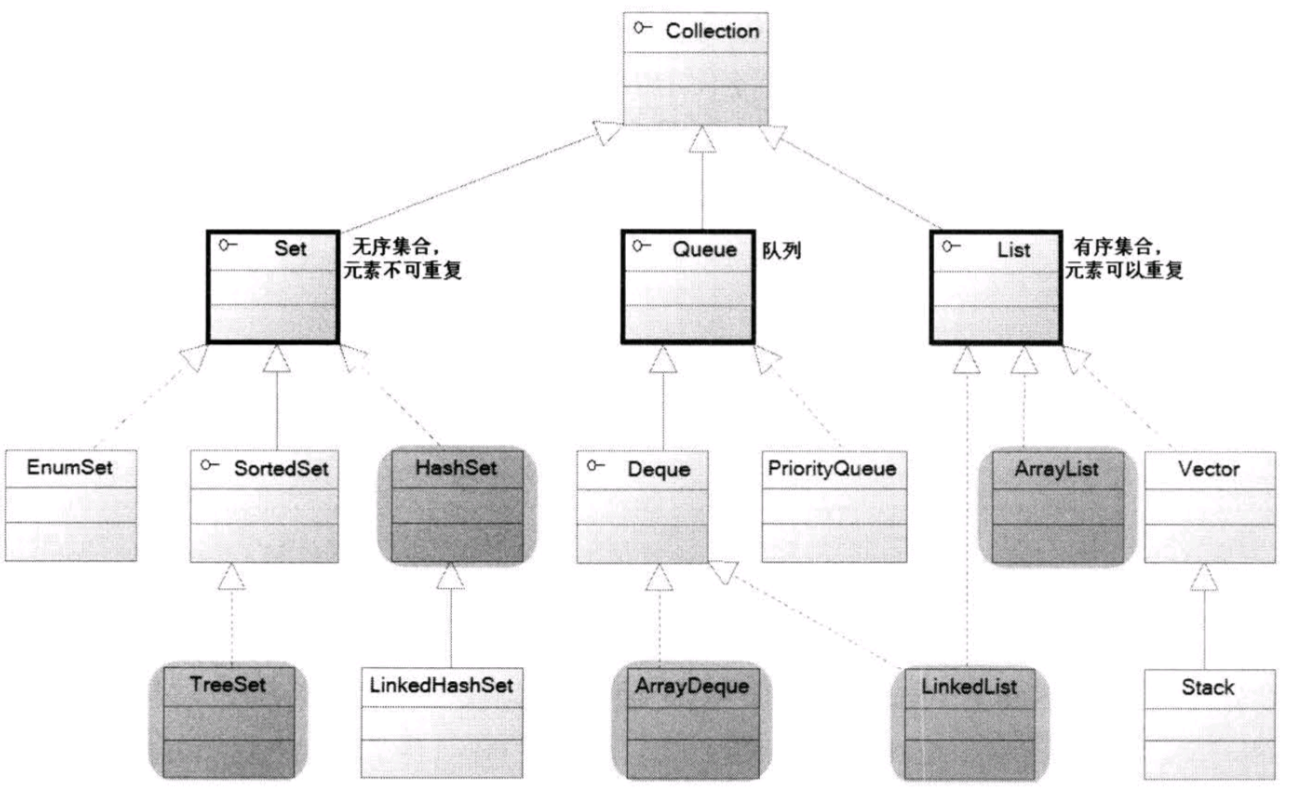 Collection
Set
无序集合，
元素不可重复
Queue
队列
List
有序集合，
元素可以重复
EnumSet
SortedSet
HashSet
Deque
PriorityQueue
ArrayList
Vector
TreeSet
LinkedHashSet
ArrayDeque
LinkedList
Stack